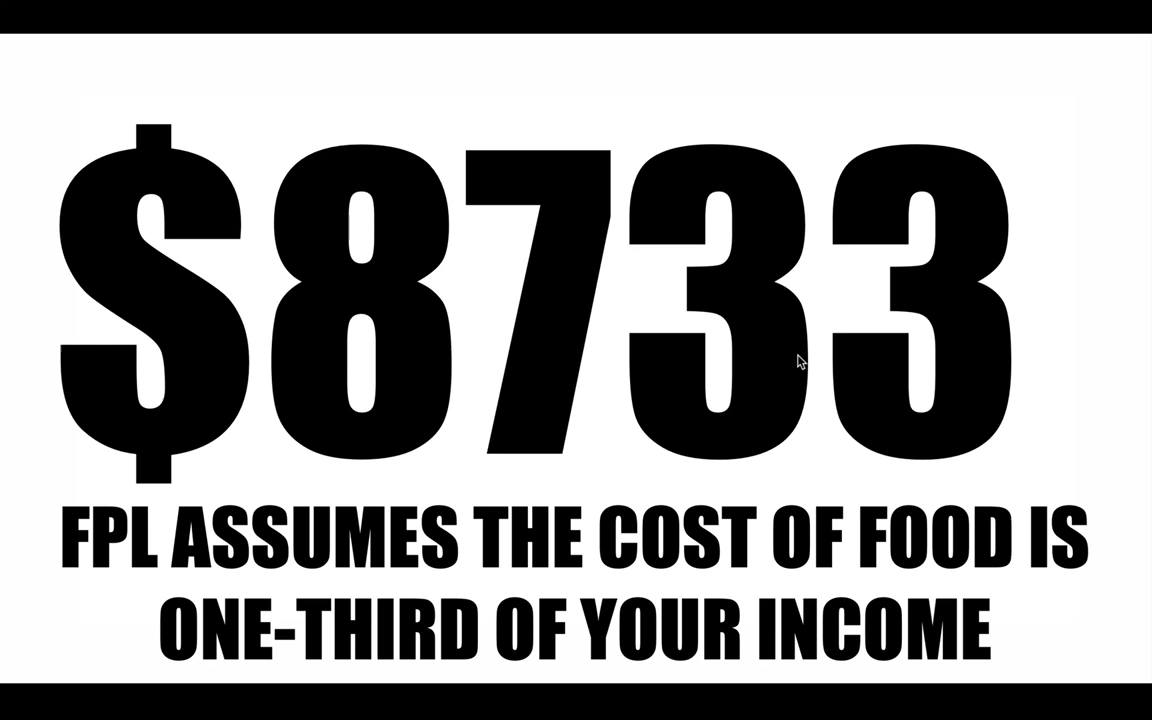 $8733
FPL ASSUMES THE COST OF FOOD IS
ONE-THIRD OF YOUR INCOME